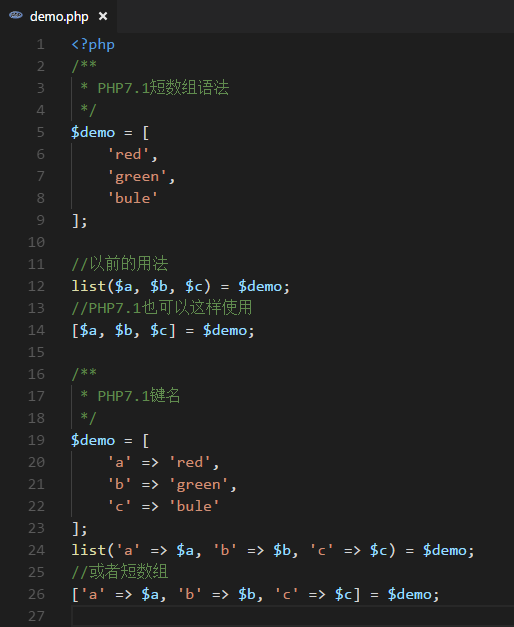 demo.php ×
1 <?php
2 /**
3  * PHP7.1短数组语法
4  */
5 $demo = [
6     'red',
7     'green',
8     'bule'
9 ];
10
11 //以前的用法
12 list($a, $b, $c) = $demo;
13 //PHP7.1也可以这样使用
14 [$a, $b, $c] = $demo;
15
16 /**
17  * PHP7.1键名
18  */
19 $demo = [
20     'a' => 'red',
21     'b' => 'green',
22     'c' => 'bule'
23 ];
24 list('a' => $a, 'b' => $b, 'c' => $c) = $demo;
25 //或者短数组
26 ['a' => $a, 'b' => $b, 'c' => $c] = $demo;
27